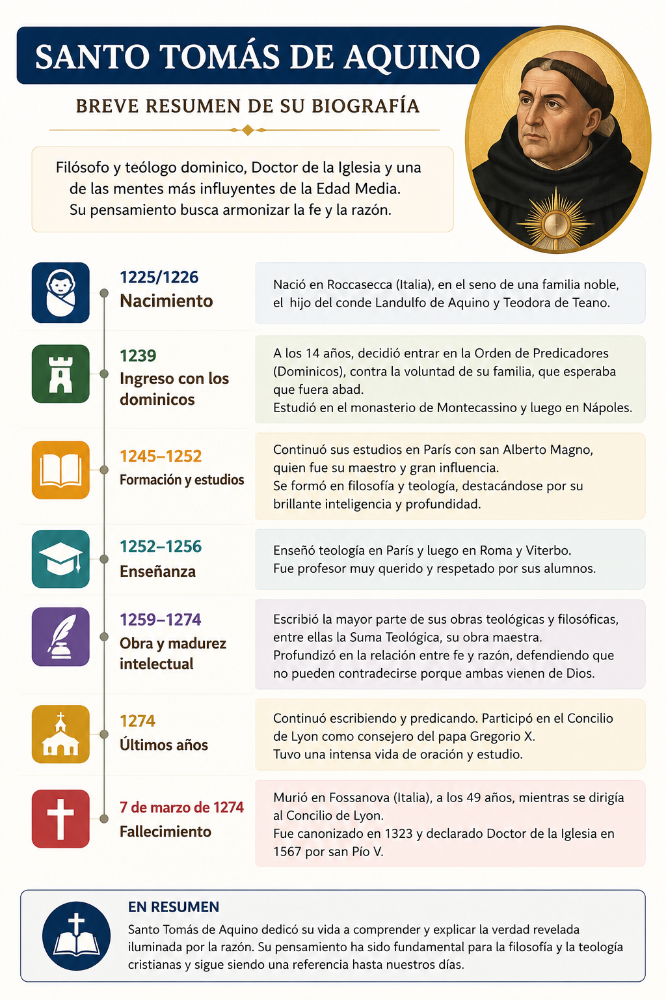 SANTO TOMÁS DE AQUINO
BREVE RESUMEN DE SU BIOGRAFÍA
Filósofo y teólogo dominico, Doctor de la Iglesia y una
de las mentes más influyentes de la Edad Media.
Su pensamiento busca armonizar la fe y la razón.
1225/1226
Nacimiento
Nació en Roccasecca (Italia), en el seno de una familia noble,
el hijo del conde Landulfo de Aquino y Teodora de Teano.
1239
Ingreso con los
dominicos
A los 14 años, decidió entrar en la Orden de Predicadores
(Dominicos), contra la voluntad de su familia, que esperaba
que fuera abad.
Estudió en el monasterio de Montecassino y luego en Nápoles.
1245–1252
Formación y estudios
Continuó sus estudios en París con san Alberto Magno,
quien fue su maestro y gran influencia.
Se formó en filosofía y teología, destacándose por su
brillante inteligencia y profundidad.
1252–1256
Enseñanza
Enseñó teología en París y luego en Roma y Viterbo.
Fue profesor muy querido y respetado por sus alumnos.
1259–1274
Obra y madurez
intelectual
Escribió la mayor parte de sus obras teológicas y filosóficas,
entre ellas la Suma Teológica, su obra maestra.
Profundizó en la relación entre fe y razón, defendiendo que
no pueden contradecirse porque ambas vienen de Dios.
1274
Últimos años
Continuó escribiendo y predicando. Participó en el Concilio
de Lyon como consejero del papa Gregorio X.
Tuvo una intensa vida de oración y estudio.
7 de marzo de 1274
Fallecimiento
Murió en Fossanova (Italia), a los 49 años, mientras se dirigía
al Concilio de Lyon.
Fue canonizado en 1323 y declarado Doctor de la Iglesia en
1567 por san Pío V.
EN RESUMEN
Santo Tomás de Aquino dedicó su vida a comprender y explicar la verdad revelada
iluminada por la razón. Su pensamiento ha sido fundamental para la filosofía y la teología
cristianas y sigue siendo una referencia hasta nuestros días.